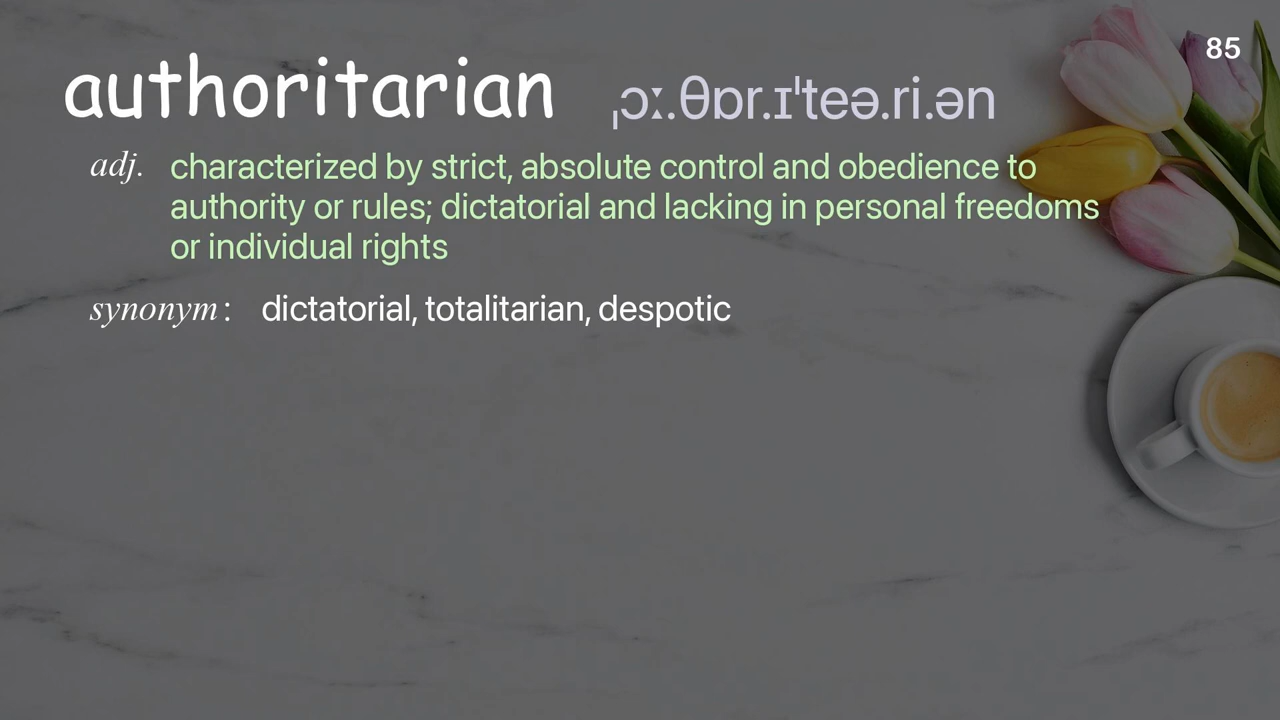 85
authoritarian ˌɔː.θɒr.ɪˈteə.ri.ən
adj. characterized by strict, absolute control and obedience to
authority or rules; dictatorial and lacking in personal freedoms
or individual rights
synonym: dictatorial, totalitarian, despotic